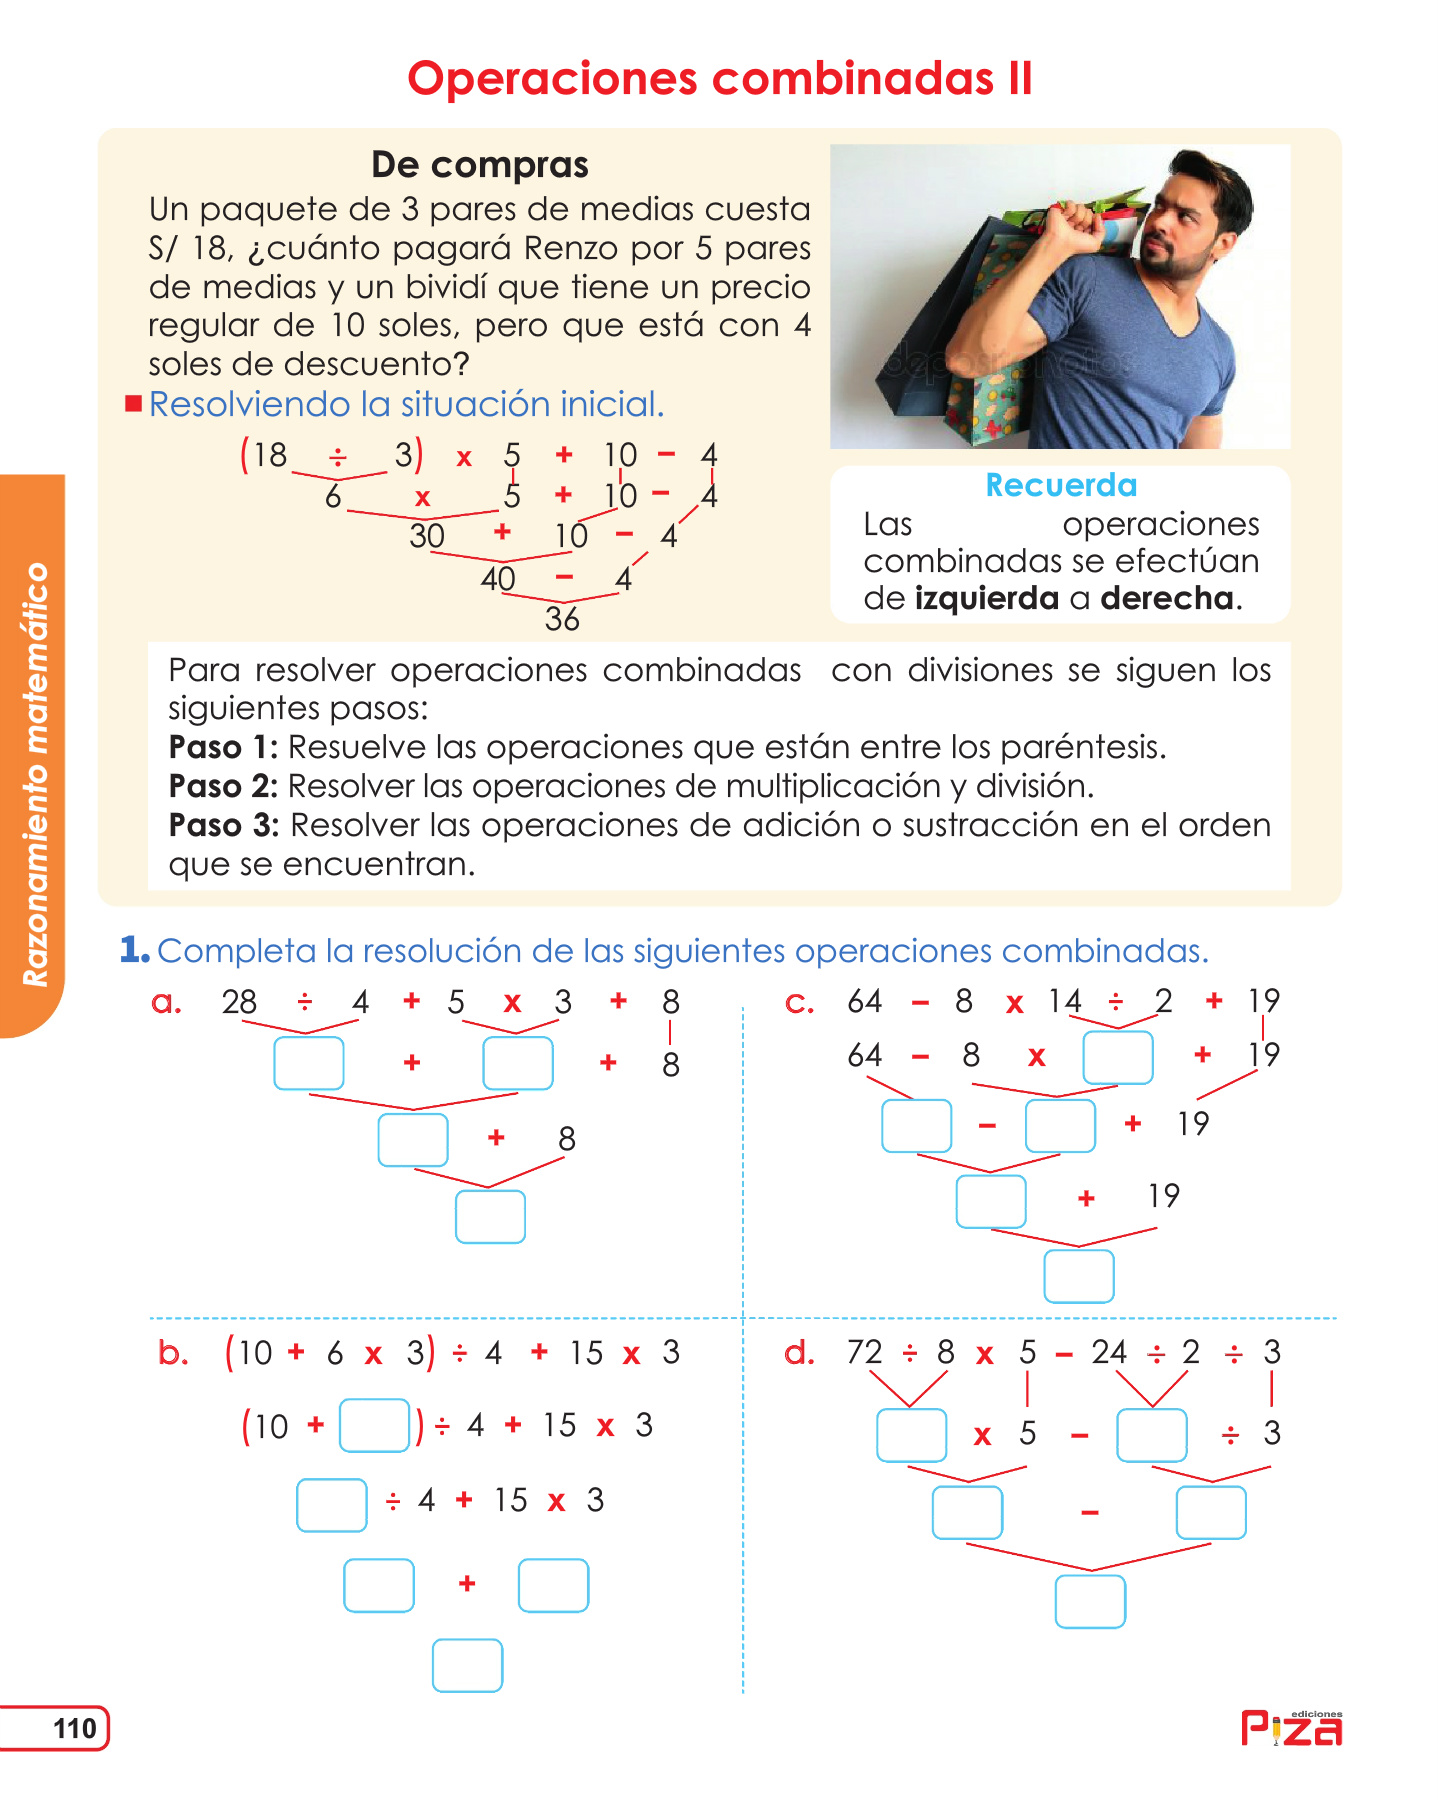 Operaciones combinadas II
De compras
Un paquete de 3 pares de medias cuesta
S/ 18, ¿cuánto pagará Renzo por 5 pares
de medias y un bividí que tiene un precio
regular de 10 soles, pero que está con 4
soles de descuento?
Resolviendo la situación inicial.
(18 ÷ 3) x 5 + 10 − 4
6 x 5 + 10 − 4
30 + 10 − 4
40 − 4
36
depositphotos
Recuerda
Las operaciones
combinadas se efectúan
de izquierda a derecha.
Para resolver operaciones combinadas con divisiones se siguen los
siguientes pasos:
Paso 1: Resuelve las operaciones que están entre los paréntesis.
Paso 2: Resolver las operaciones de multiplicación y división.
Paso 3: Resolver las operaciones de adición o sustracción en el orden
que se encuentran.
Razonamiento matemático
1. Completa la resolución de las siguientes operaciones combinadas.
a. 28 ÷ 4 + 5 x 3 + 8
+ + 8
+ 8
c. 64 − 8 x 14 ÷ 2 + 19
64 − 8 x + 19
− + 19
+ 19
b. (10 + 6 x 3) ÷ 4 + 15 x 3
(10 + ) ÷ 4 + 15 x 3
÷ 4 + 15 x 3
+
d. 72 ÷ 8 x 5 − 24 ÷ 2 ÷ 3
x 5 − ÷ 3
−
110
ediciones
Piza